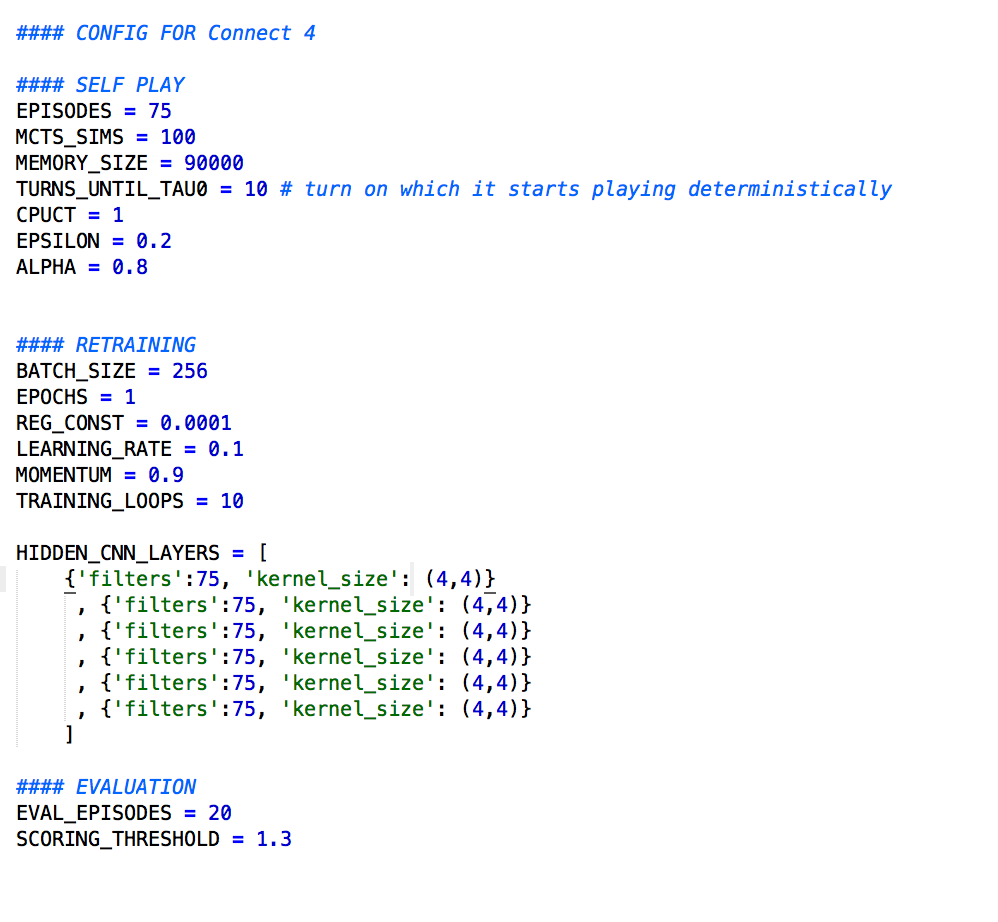 #### CONFIG FOR Connect 4
#### SELF PLAY
EPISODES = 75
MCTS_SIMS = 100
MEMORY_SIZE = 90000
TURNS_UNTIL_TAU0 = 10 # turn on which it starts playing deterministically
CPUCT = 1
EPSILON = 0.2
ALPHA = 0.8
#### RETRAINING
BATCH_SIZE = 256
EPOCHS = 1
REG_CONST = 0.0001
LEARNING_RATE = 0.1
MOMENTUM = 0.9
TRAINING_LOOPS = 10
HIDDEN_CNN_LAYERS = [
    {'filters':75, 'kernel_size': (4,4)}
     , {'filters':75, 'kernel_size': (4,4)}
     , {'filters':75, 'kernel_size': (4,4)}
     , {'filters':75, 'kernel_size': (4,4)}
     , {'filters':75, 'kernel_size': (4,4)}
     , {'filters':75, 'kernel_size': (4,4)}
    ]
#### EVALUATION
EVAL_EPISODES = 20
SCORING_THRESHOLD = 1.3